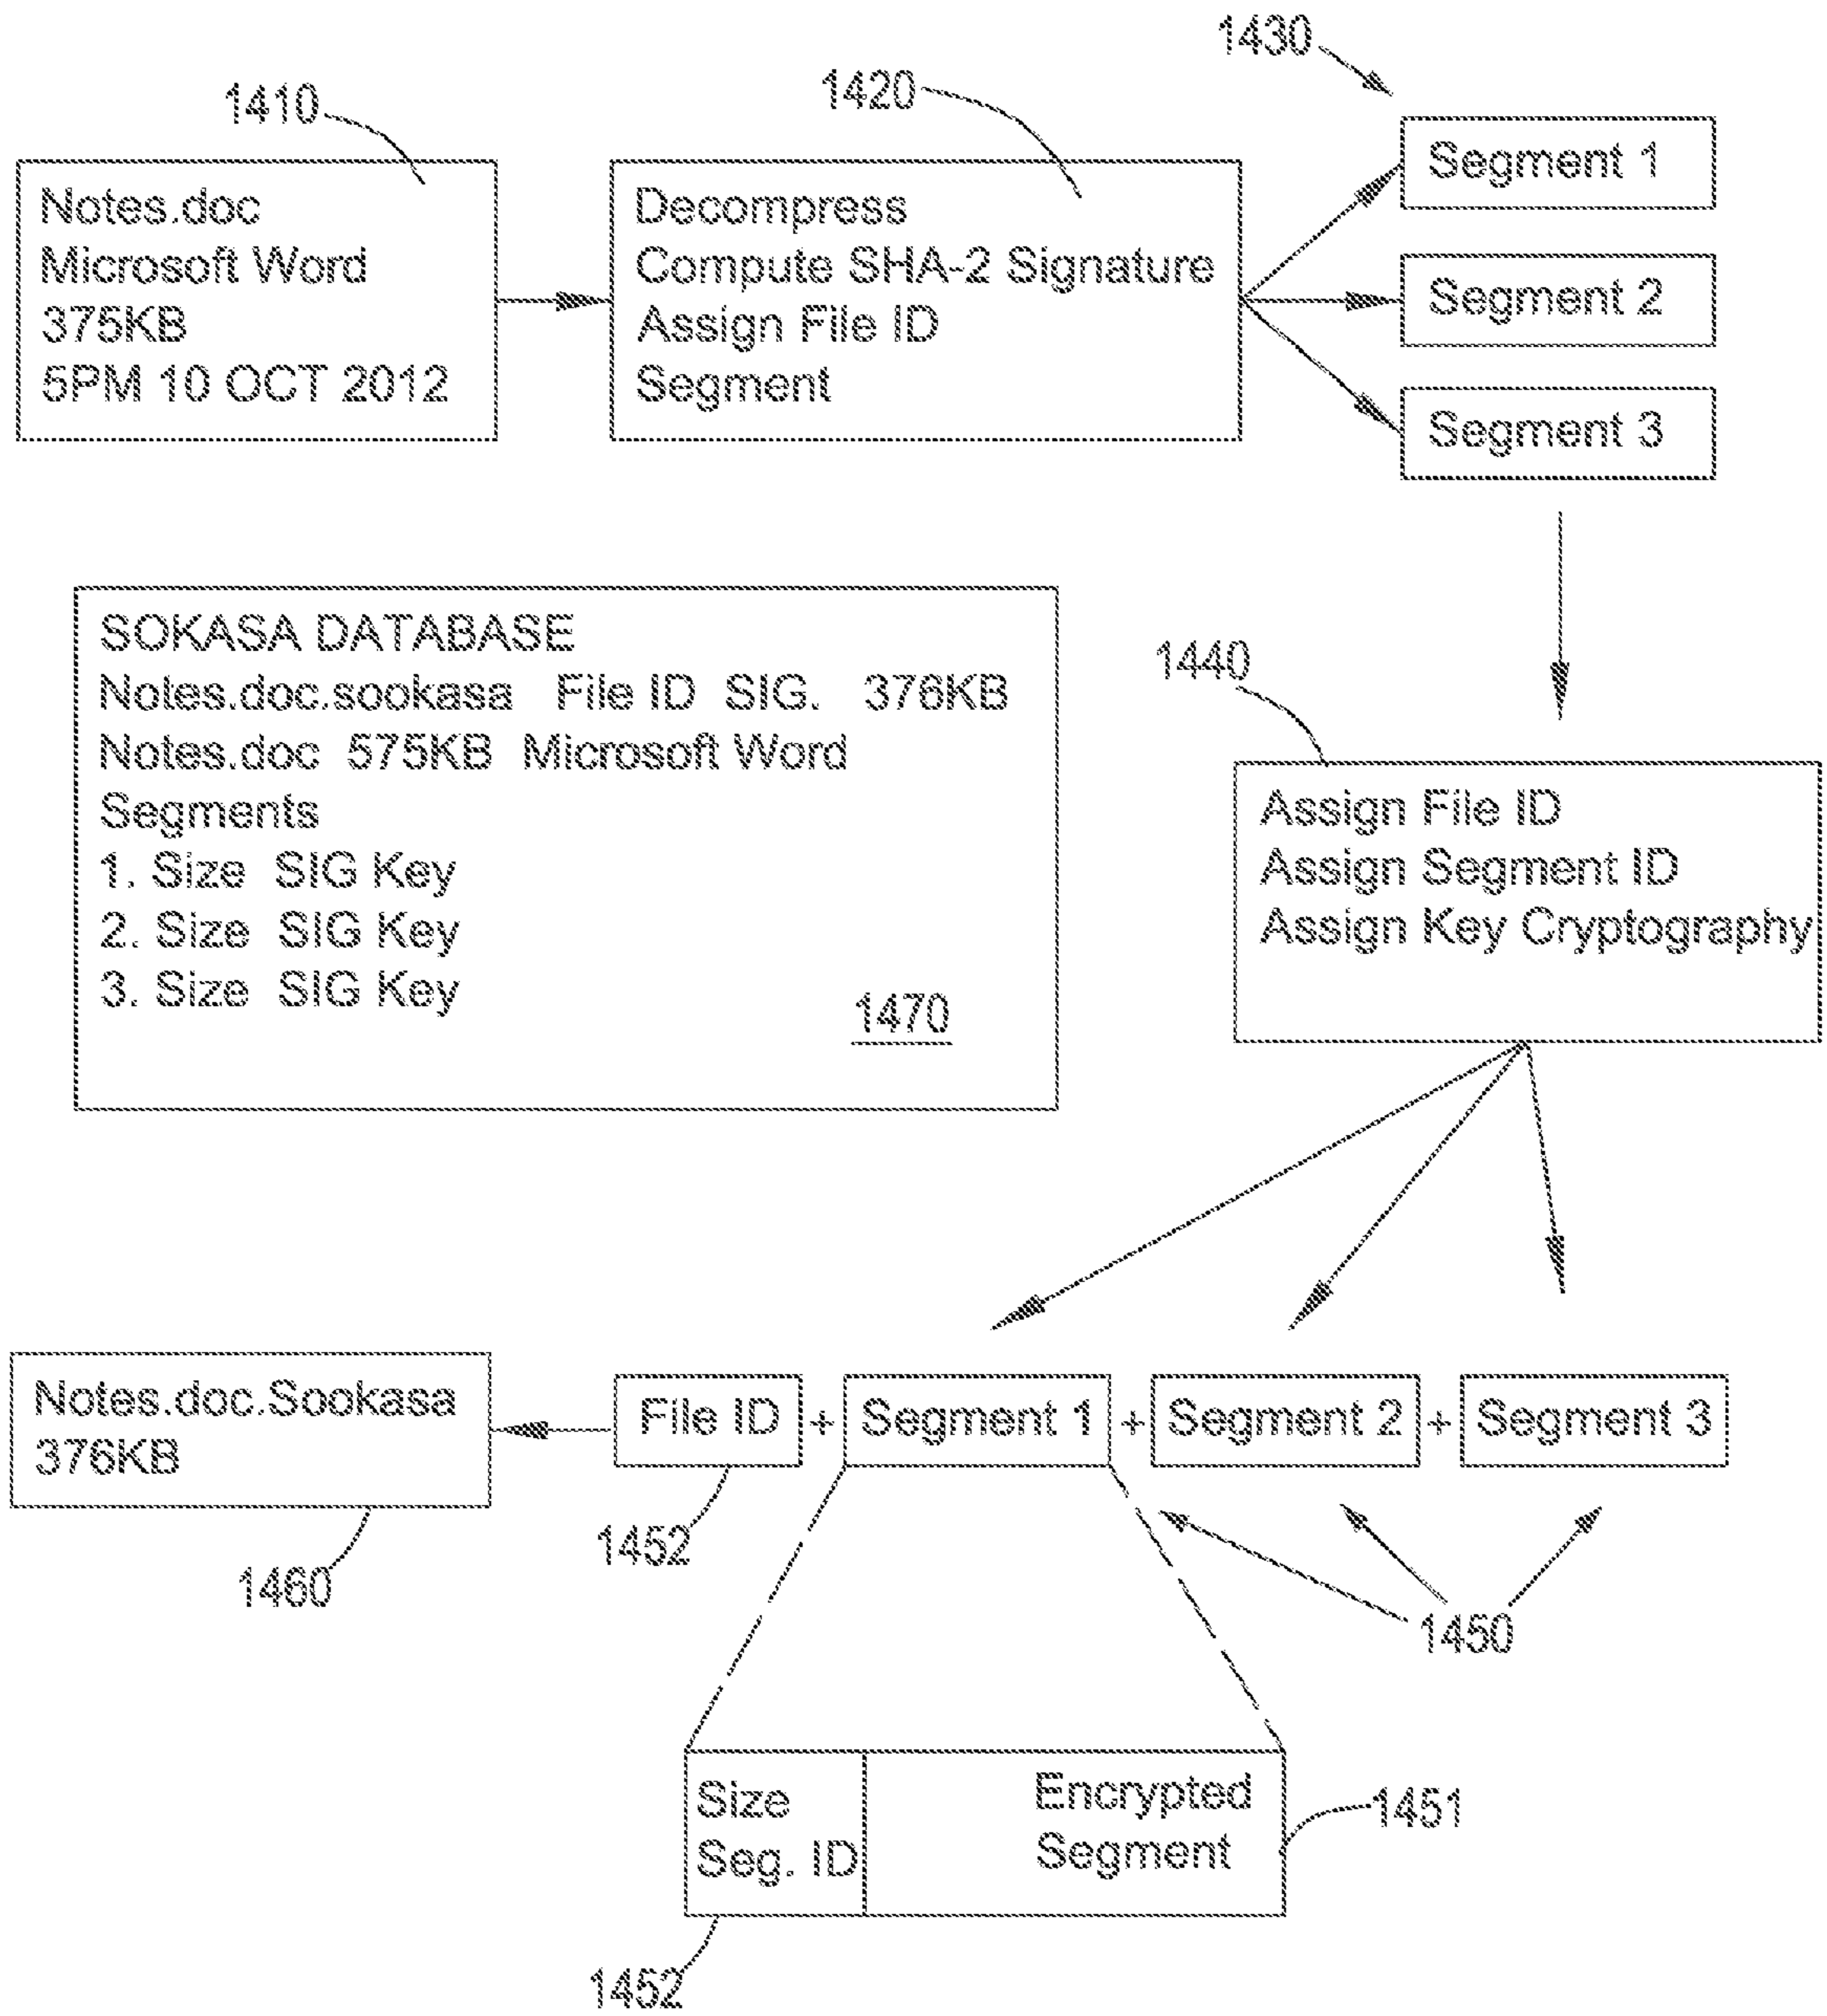 1430
1410
1420
Notes.doc
Microsoft Word
375KB
5PM 10 OCT 2012
Decompress
Compute SHA-2 Signature
Assign File ID
Segment
Segment 1
Segment 2
Segment 3
SOKASA DATABASE
Notes.doc.sookasa File ID SIG. 376KB
Notes.doc 575KB Microsoft Word
Segments
1. Size SIG Key
2. Size SIG Key
3. Size SIG Key
1470
1440
Assign File ID
Assign Segment ID
Assign Key Cryptography
Notes.doc.Sookasa
376KB
1460
File ID + Segment 1 + Segment 2 + Segment 3
1452
1450
Size
Seg. ID
Encrypted
Segment
1451
1452